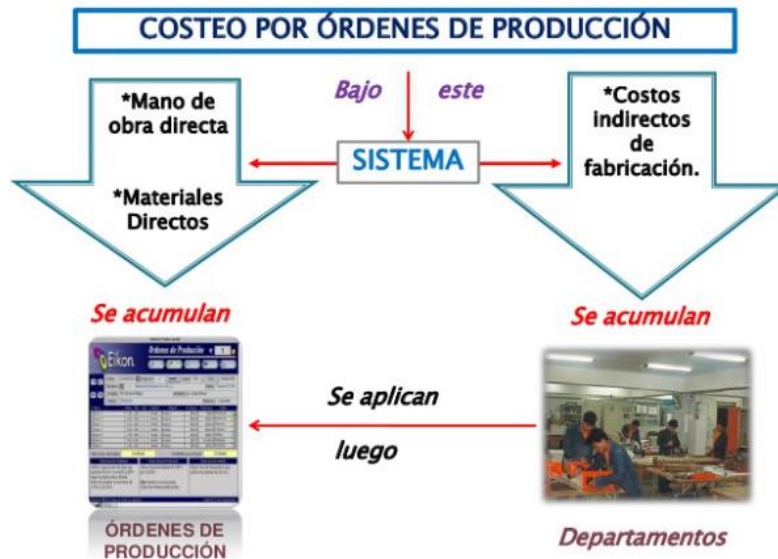 COSTEO POR ÓRDENES DE PRODUCCIÓN
*Mano de
obra directa
*Materiales
Directos
Bajo este
SISTEMA
*Costos
indirectos
de
fabricación.
Se acumulan
Se acumulan
Eikon
Órdenes de Producción
Se aplican
luego
ÓRDENES DE
PRODUCCIÓN
Departamentos